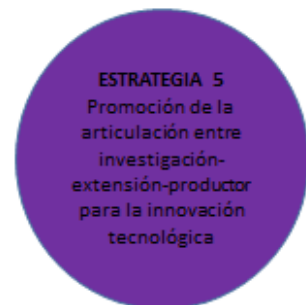 ESTRATEGIA 5
Promoción de la
articulación entre
investigación-
extensión-productor
para la innovación
tecnológica